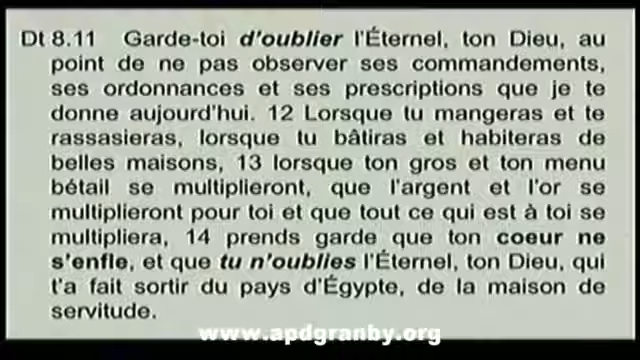 Dt 8.11 Garde-toi d'oublier l'Éternel, ton Dieu, au
point de ne pas observer ses commandements,
ses ordonnances et ses prescriptions que je te
donne aujourd'hui. 12 Lorsque tu mangeras et te
rassasieras, lorsque tu bâtiras et habiteras de
belles maisons, 13 lorsque ton gros et ton menu
bétail se multiplieront, que l'argent et l'or se
multiplieront pour toi et que tout ce qui est à toi se
multipliera, 14 prends garde que ton coeur ne
s'enfle, et que tu n'oublies l'Éternel, ton Dieu, qui
t'a fait sortir du pays d'Égypte, de la maison de
servitude.
www.apdgranby.org